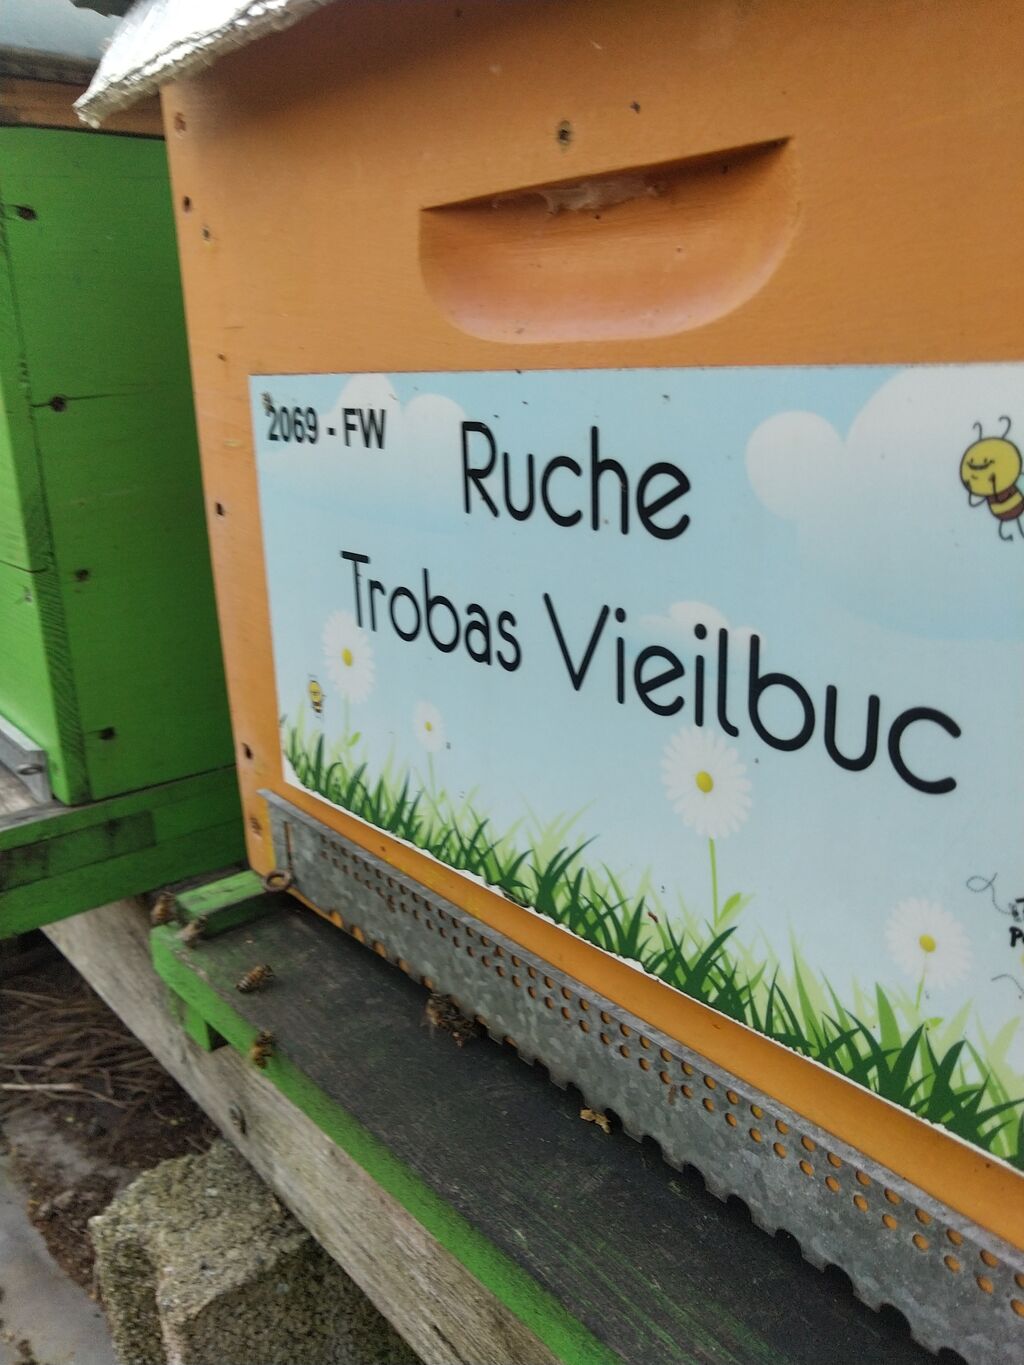 2069 - FW
Ruche
Trobas Vieilbuc